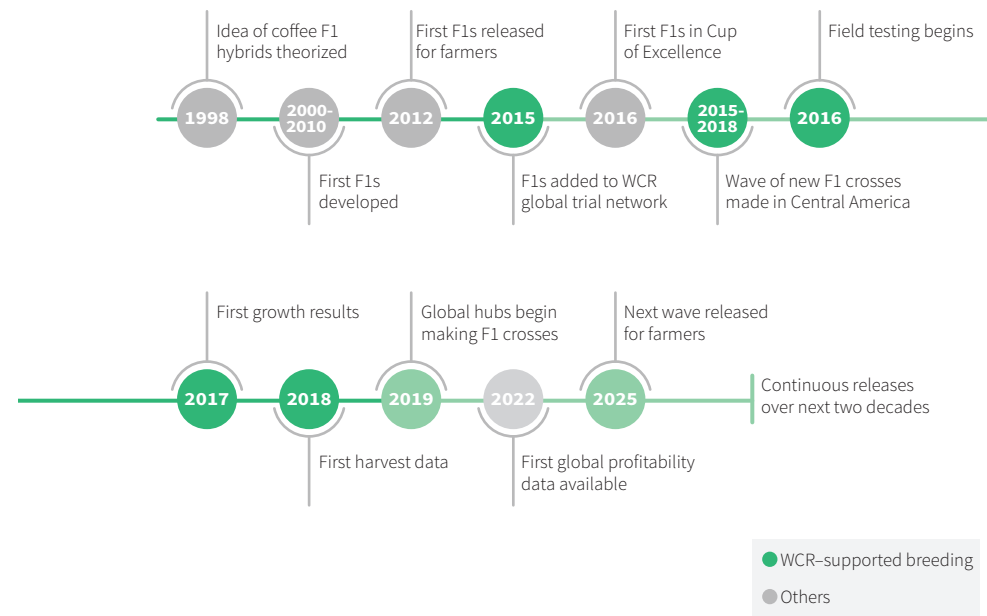 Idea of coffee F1
hybrids theorized
First F1s released
for farmers
First F1s in Cup
of Excellence
Field testing begins
1998
2000-
2010
2012
2015
2016
2015-
2018
2016
First F1s
developed
F1s added to WCR
global trial network
Wave of new F1 crosses
made in Central America
First growth results
Global hubs begin
making F1 crosses
Next wave released
for farmers
2017
2018
2019
2022
2025
Continuous releases
over next two decades
First harvest data
First global profitability
data available
WCR–supported breeding
Others